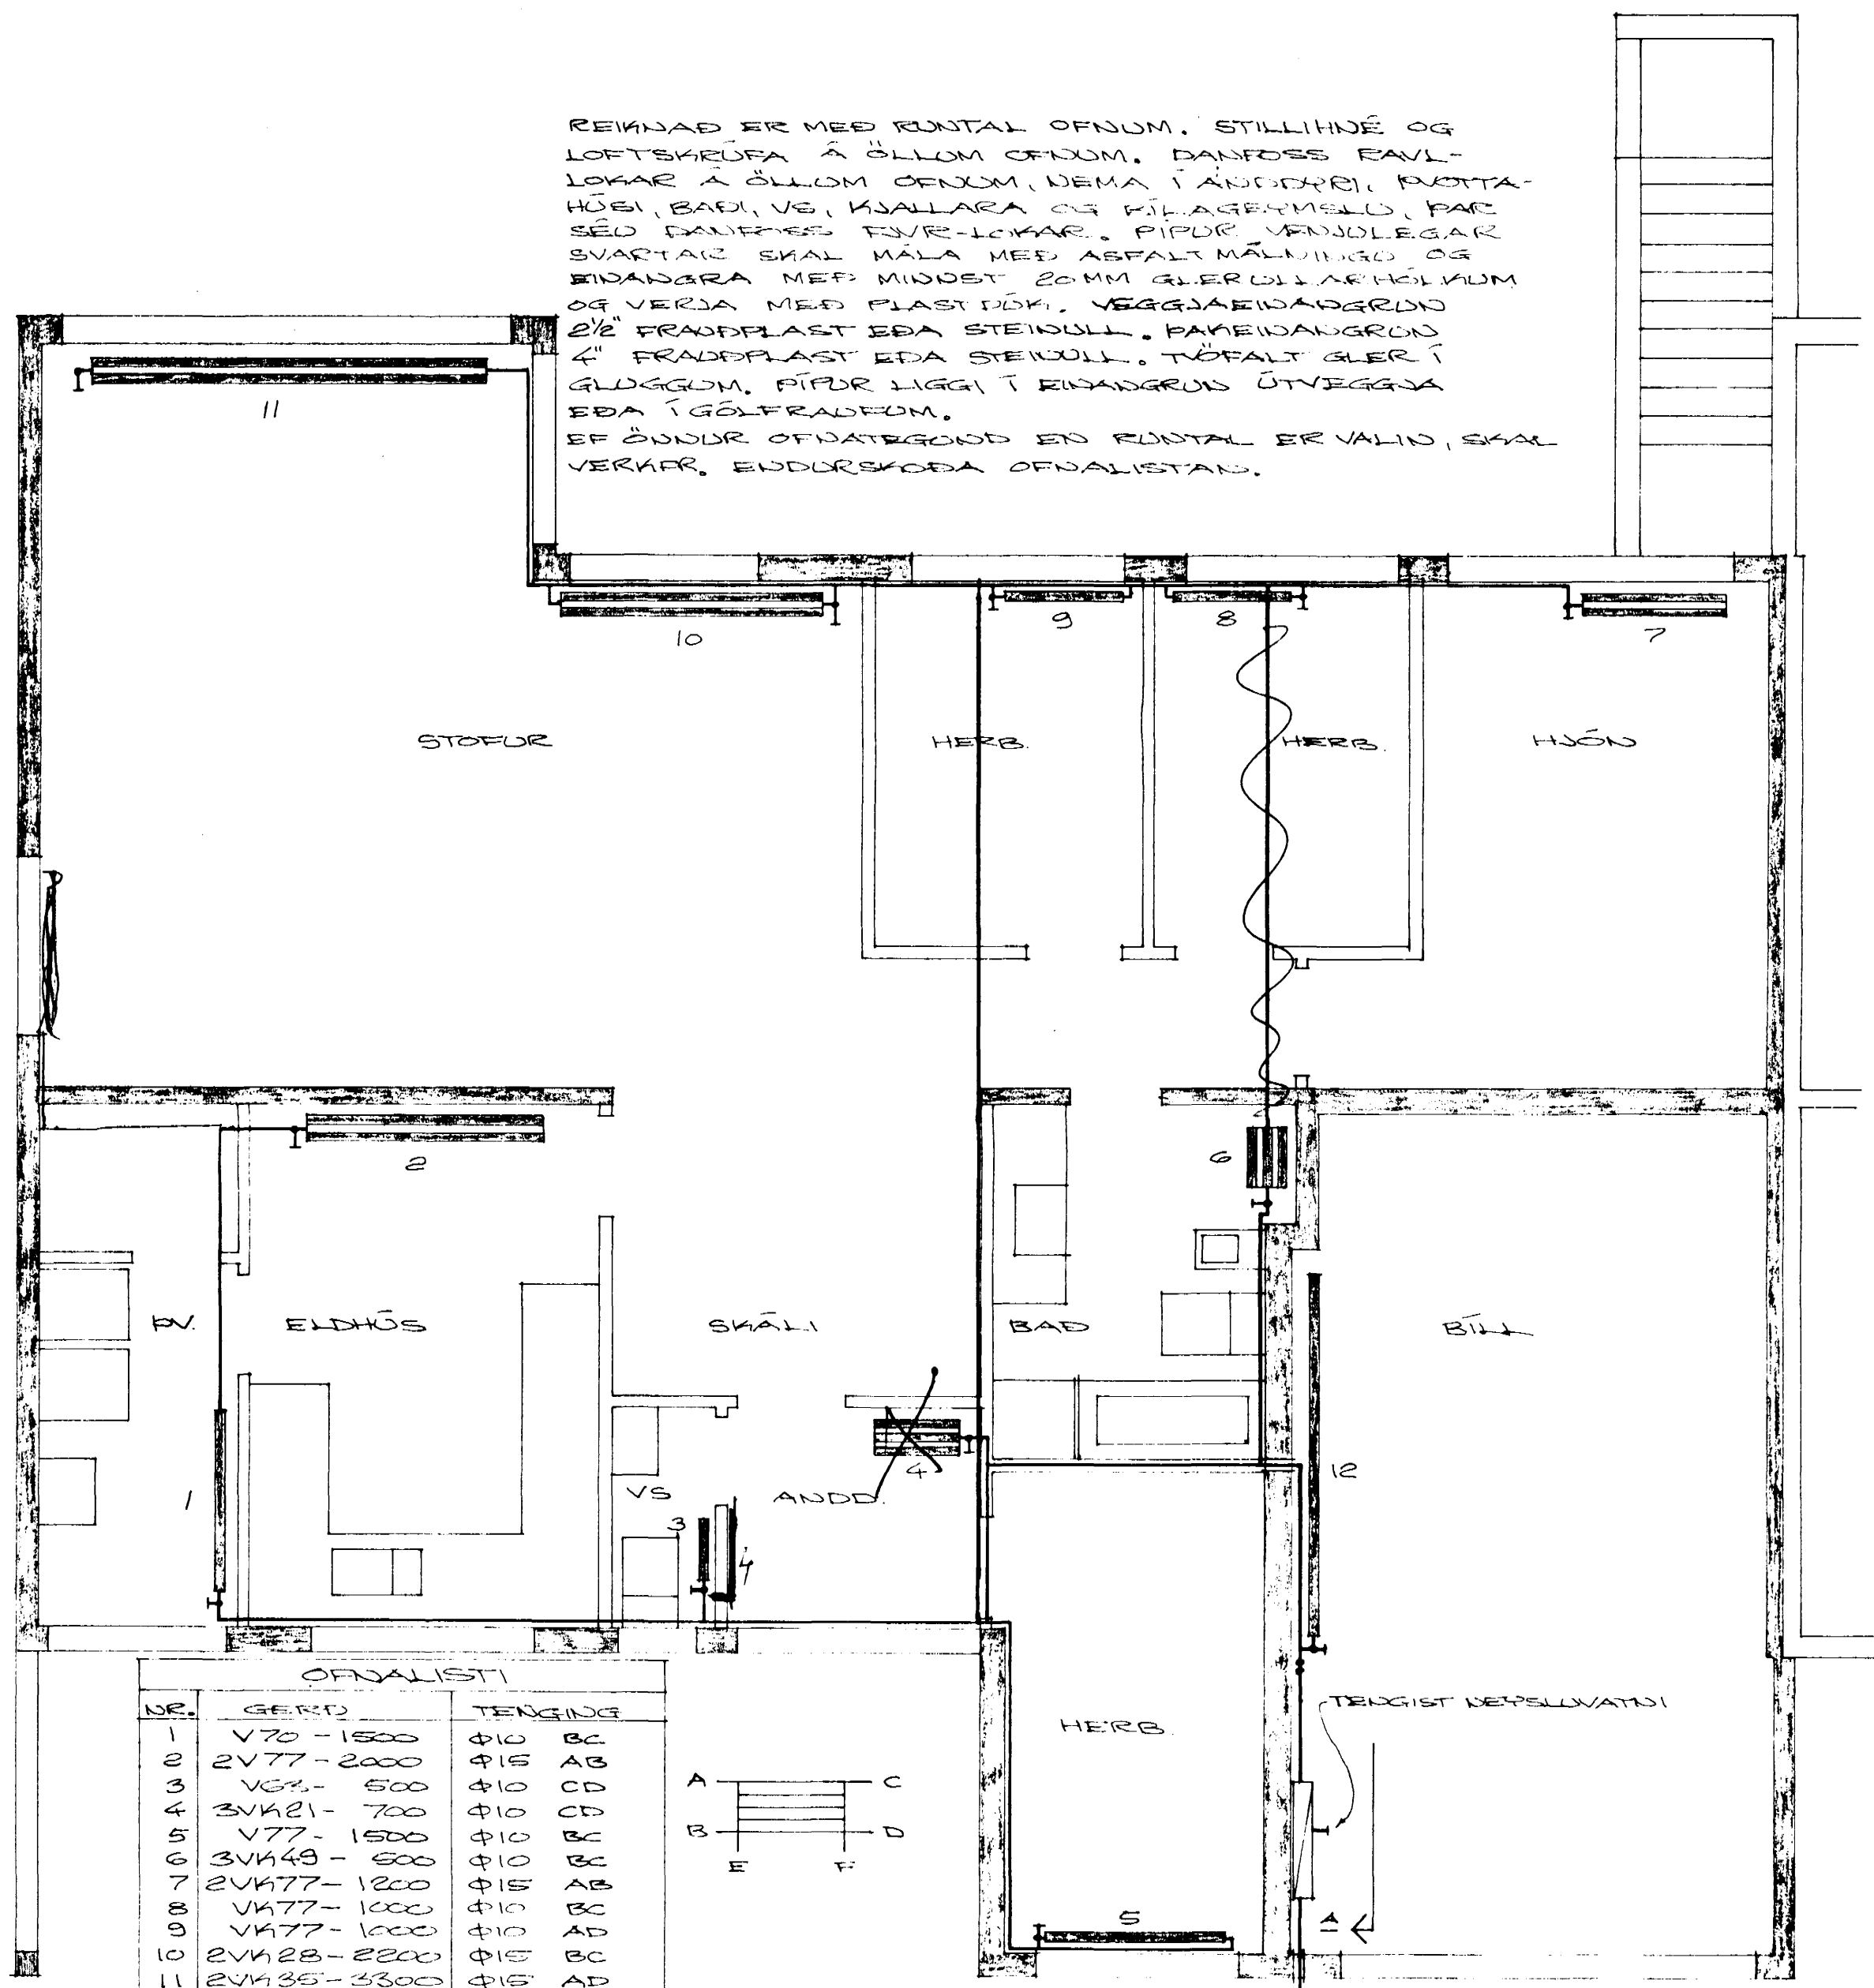 REIKNAÐ ER MEÐ RUNTAL OFNUM. STILLIHNÉ OG
LOFTSKRÚFA Á ÖLLUM OFNUM. DANFOSS RAVL-
LOKAR Á ÖLLUM OFNUM, NEMA Í ANDDYRI, ÞVOTTA-
HÚSI, BAÐI, VS, KJALLARA OG BÍLAGEYMSLU, ÞAR
SÉU DANFOSS FJVR-LOKAR. PÍPUR VENJULEGAR
SVARTAR SKAL MÁLA MEÐ ASFALTMÁLNINGU OG
EINANGRA MEÐ MINNST 20 MM GLERULLARHÓLKUM
OG VERJA MEÐ PLASTDÚK. VEGGJAEINANGRUN
2½" FRAUÐPLAST EÐA STEINULL. ÞAKEINANGRUN
4" FRAUÐPLAST EÐA STEINULL. TVÖFALT GLER Í
GLUGGUM. PÍPUR LIGGI Í EINANGRUN ÚTVEGGJA
EÐA Í GÓLFRAUFUM.
EF ÖNNUR OFNATEGUND EN RUNTAL ER VALIN, SKAL
VERKFR. ENDURSKOÐA OFNALISTAN.
11
10
9
8
7
STOFUR
HERB.
HERB.
HJÓN
2
6
ÞV.
ELDHÚS
SKÁLI
BAÐ
BÍLL
4
12
1
VS
ANDD.
3
4
OFNALISTI
NR. GERÐ TENGING
1 V70 - 1500 Φ10 BC
2 2V77 - 2000 Φ15 AB
3 V63 - 500 Φ10 CD
4 3VK21 - 700 Φ10 CD
5 V77 - 1500 Φ10 BC
6 3VK49 - 500 Φ10 BC
7 2VK77 - 1200 Φ15 AB
8 VK77 - 1000 Φ10 BC
9 VK77 - 1000 Φ10 AD
10 2VK28 - 2200 Φ15 BC
11 2VK35 - 3300 Φ15 AD
A C
B D
E F
HERB.
TENGIST NEYSLUVATNI
5
A